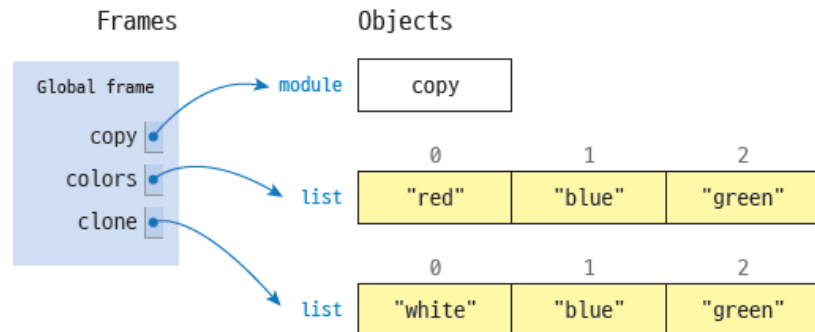 Frames Objects
Global frame
module copy
copy
0 1 2
colors
list "red" "blue" "green"
clone
0 1 2
list "white" "blue" "green"